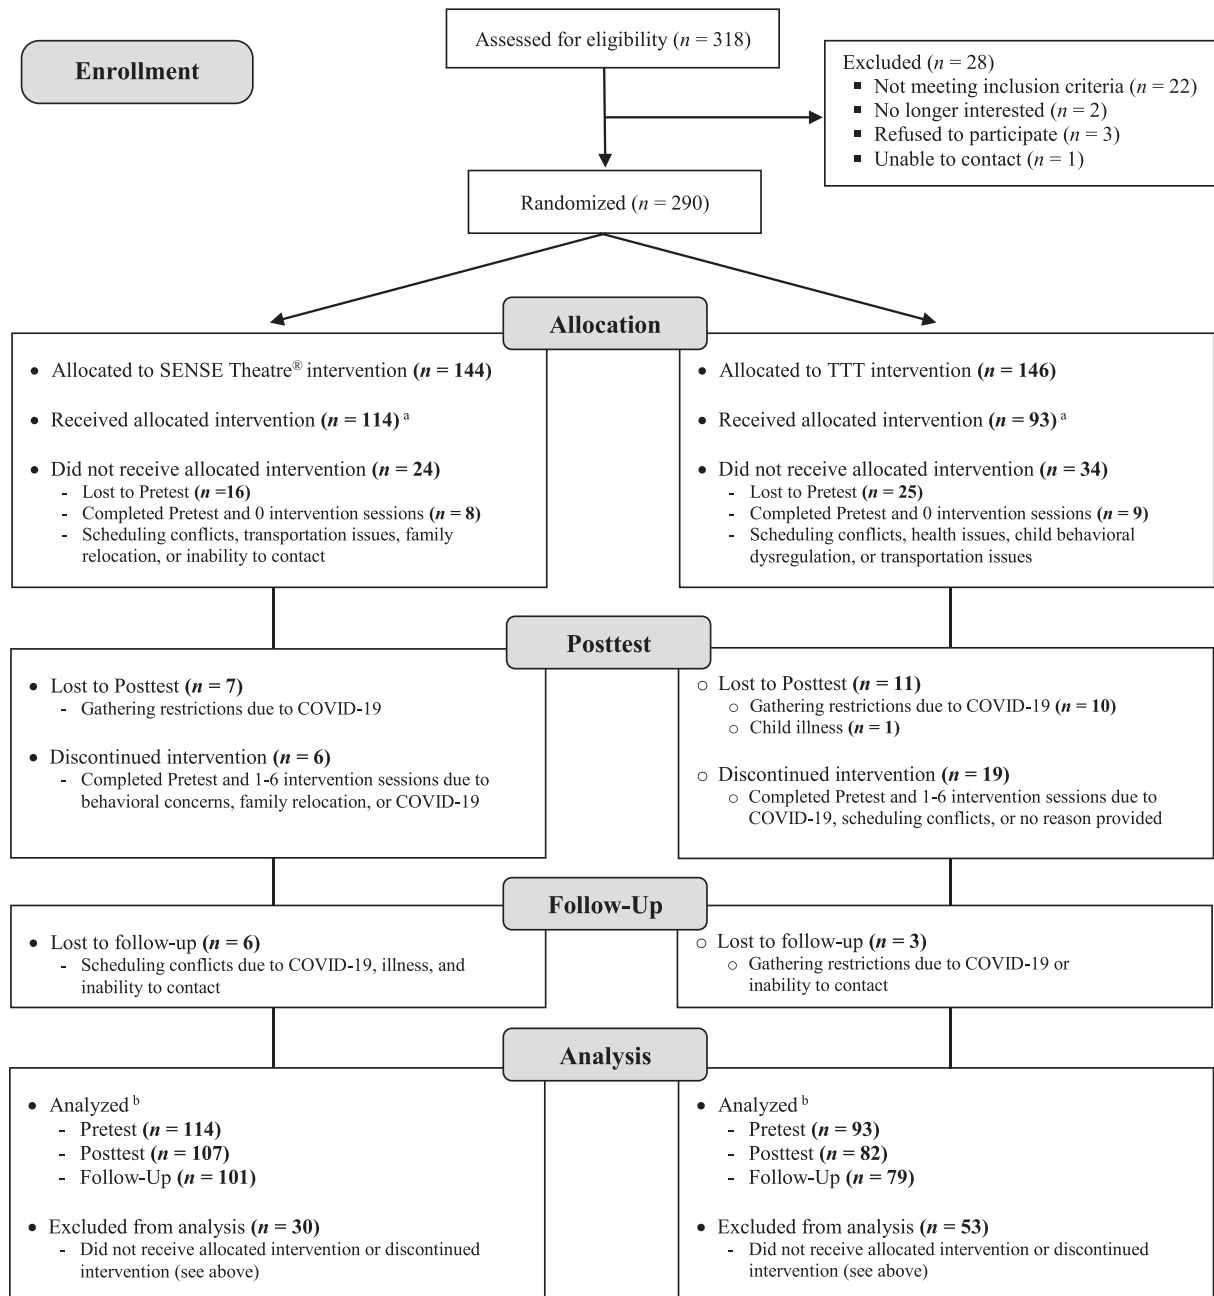 Assessed for eligibility (n = 318)
Enrollment
Excluded (n = 28)
▪ Not meeting inclusion criteria (n = 22)
▪ No longer interested (n = 2)
▪ Refused to participate (n = 3)
▪ Unable to contact (n = 1)
Randomized (n = 290)
Allocation
• Allocated to SENSE Theatre® intervention (n = 144)
• Received allocated intervention (n = 114) a
• Did not receive allocated intervention (n = 24)
- Lost to Pretest (n =16)
- Completed Pretest and 0 intervention sessions (n = 8)
- Scheduling conflicts, transportation issues, family
relocation, or inability to contact
• Allocated to TTT intervention (n = 146)
• Received allocated intervention (n = 93) a
• Did not receive allocated intervention (n = 34)
- Lost to Pretest (n = 25)
- Completed Pretest and 0 intervention sessions (n = 9)
- Scheduling conflicts, health issues, child behavioral
dysregulation, or transportation issues
Posttest
• Lost to Posttest (n = 7)
- Gathering restrictions due to COVID-19
• Discontinued intervention (n = 6)
- Completed Pretest and 1-6 intervention sessions due to
behavioral concerns, family relocation, or COVID-19
○ Lost to Posttest (n = 11)
○ Gathering restrictions due to COVID-19 (n = 10)
○ Child illness (n = 1)
○ Discontinued intervention (n = 19)
○ Completed Pretest and 1-6 intervention sessions due to
COVID-19, scheduling conflicts, or no reason provided
Follow-Up
• Lost to follow-up (n = 6)
- Scheduling conflicts due to COVID-19, illness, and
inability to contact
○ Lost to follow-up (n = 3)
○ Gathering restrictions due to COVID-19 or
inability to contact
Analysis
• Analyzed b
- Pretest (n = 114)
- Posttest (n = 107)
- Follow-Up (n = 101)
• Excluded from analysis (n = 30)
- Did not receive allocated intervention or discontinued
intervention (see above)
• Analyzed b
- Pretest (n = 93)
- Posttest (n = 82)
- Follow-Up (n = 79)
• Excluded from analysis (n = 53)
- Did not receive allocated intervention or discontinued
intervention (see above)